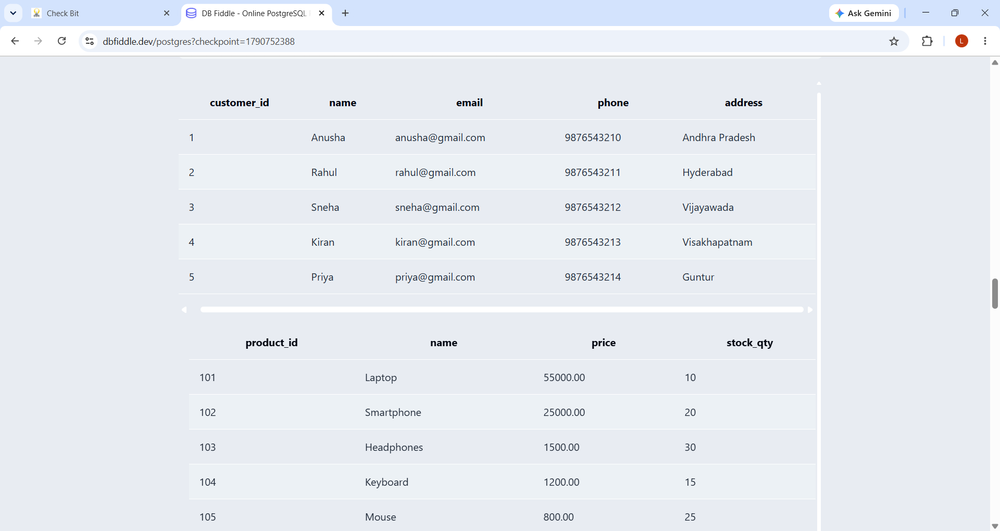 Check Bit
DB Fiddle - Online PostgreSQL
Ask Gemini
dbfiddle.dev/postgres?checkpoint=1790752388
L
customer_id name email phone address
1 Anusha anusha@gmail.com 9876543210 Andhra Pradesh
2 Rahul rahul@gmail.com 9876543211 Hyderabad
3 Sneha sneha@gmail.com 9876543212 Vijayawada
4 Kiran kiran@gmail.com 9876543213 Visakhapatnam
5 Priya priya@gmail.com 9876543214 Guntur
product_id name price stock_qty
101 Laptop 55000.00 10
102 Smartphone 25000.00 20
103 Headphones 1500.00 30
104 Keyboard 1200.00 15
105 Mouse 800.00 25